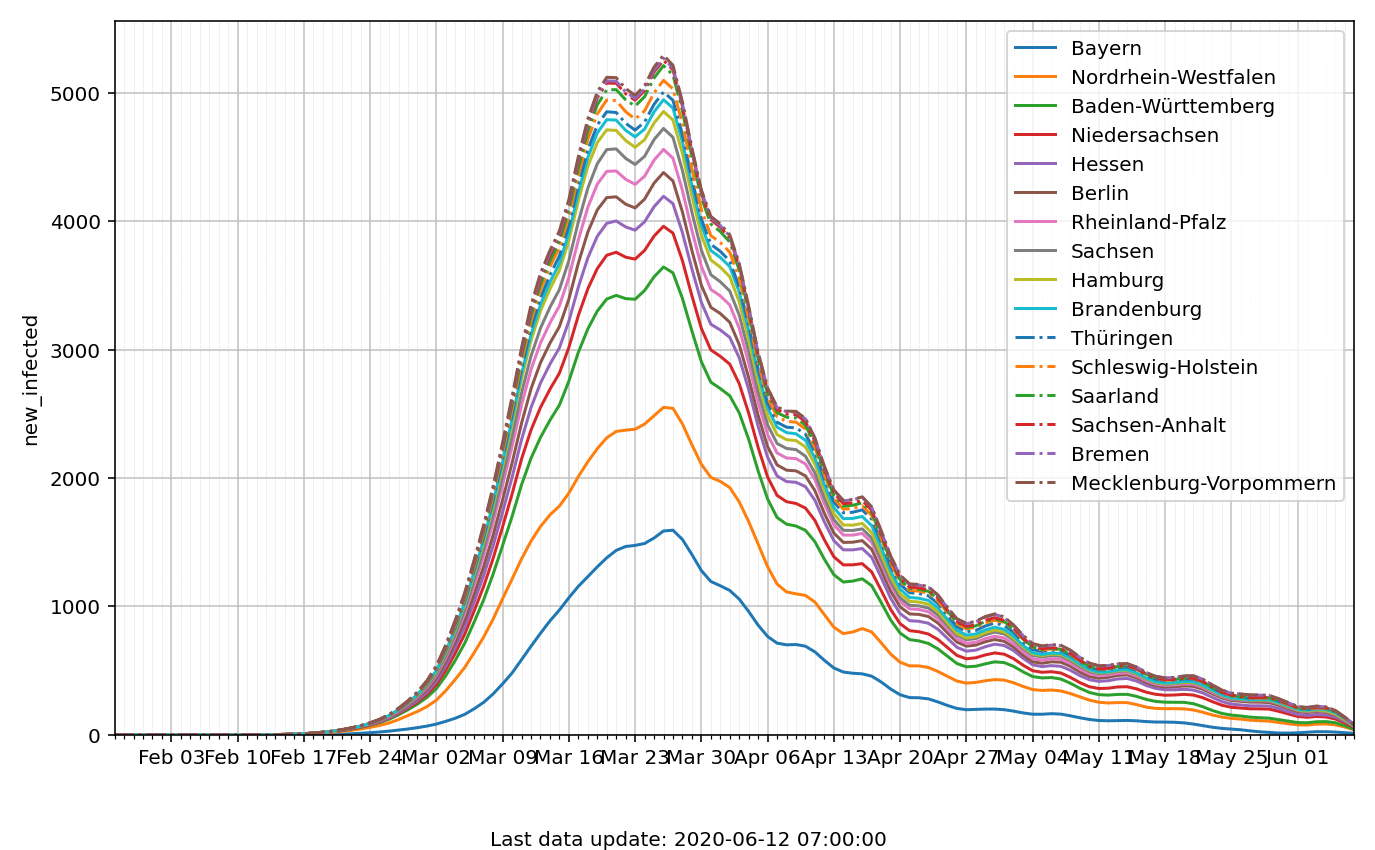 new_infected
5000
4000
3000
2000
1000
0
Bayern
Nordrhein-Westfalen
Baden-Württemberg
Niedersachsen
Hessen
Berlin
Rheinland-Pfalz
Sachsen
Hamburg
Brandenburg
Thüringen
Schleswig-Holstein
Saarland
Sachsen-Anhalt
Bremen
Mecklenburg-Vorpommern
Feb 03 Feb 10 Feb 17 Feb 24 Mar 02 Mar 09 Mar 16 Mar 23 Mar 30 Apr 06 Apr 13 Apr 20 Apr 27 May 04 May 11 May 18 May 25 Jun 01
Last data update: 2020-06-12 07:00:00